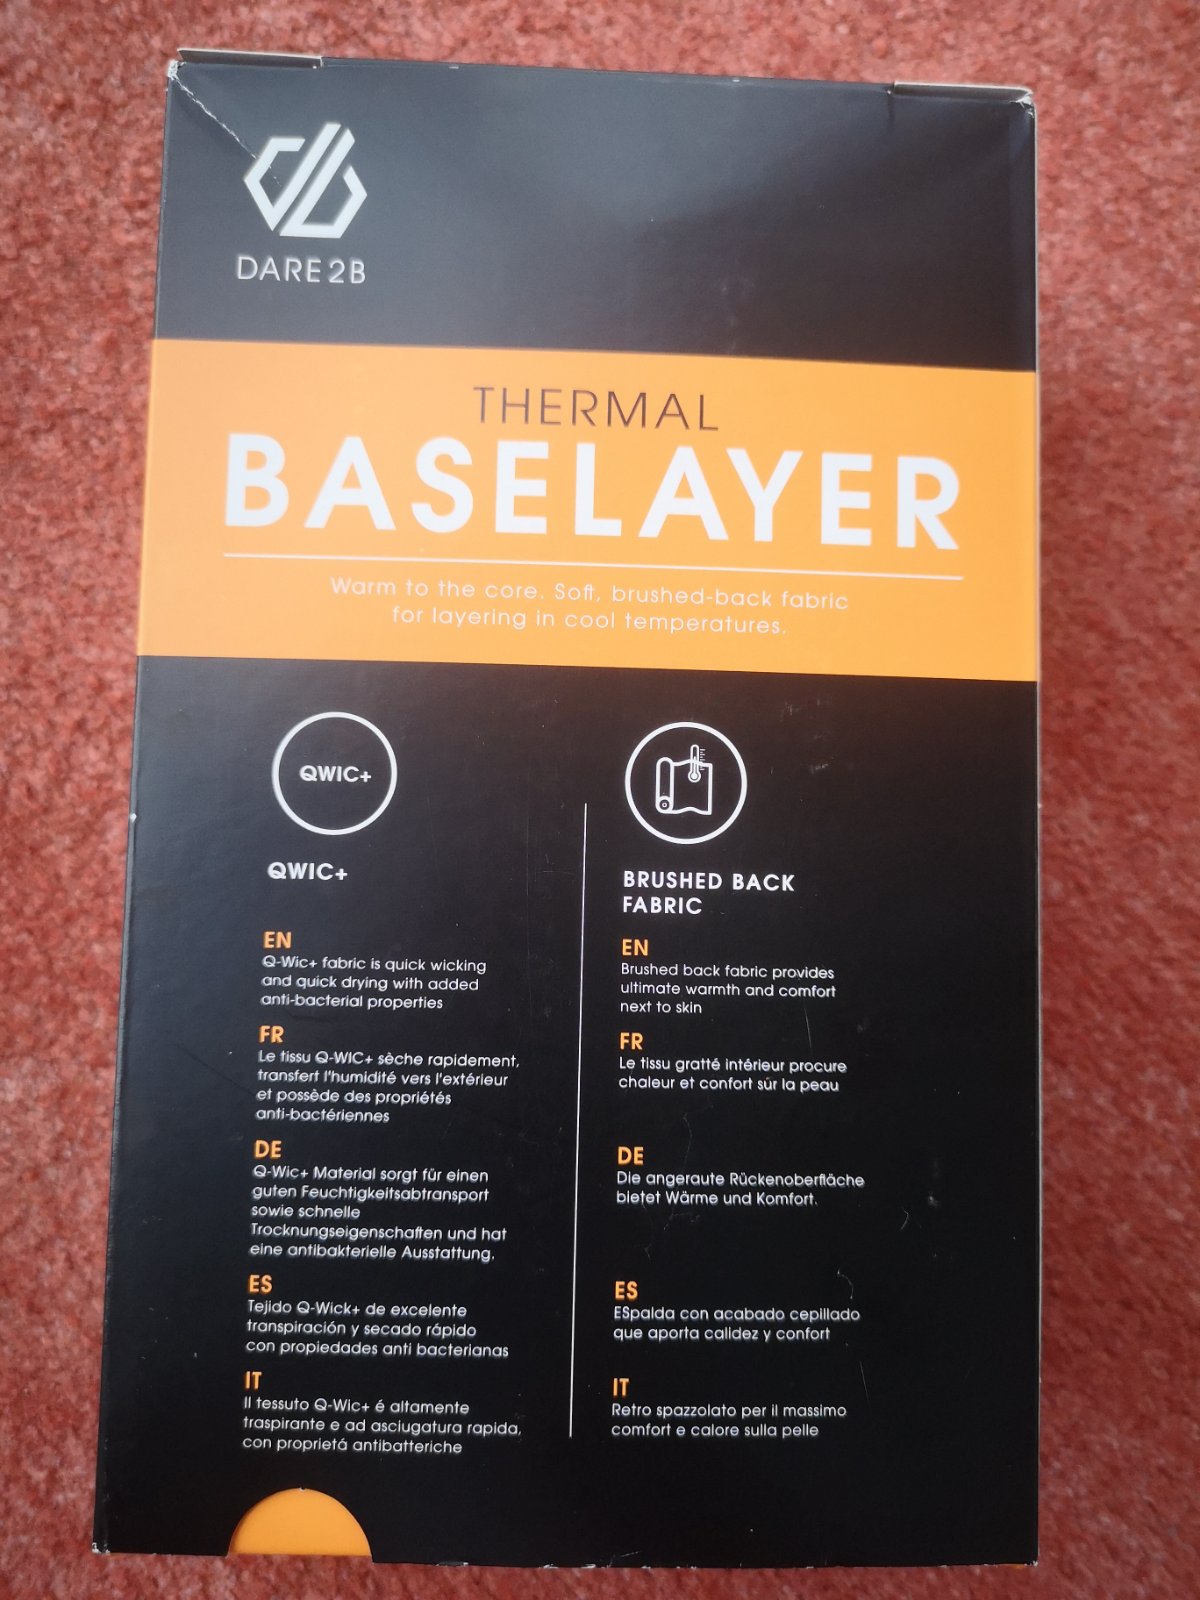 DARE 2B
THERMAL
BASELAYER
Warm to the core. Soft, brushed-back fabric
for layering in cool temperatures.
QWIC+
QWIC+
EN
Q-Wic+ fabric is quick wicking
and quick drying with added
anti-bacterial properties
FR
Le tissu Q-WIC+ sèche rapidement,
transfert l'humidité vers l'extérieur
et possède des propriétés
anti-bactériennes
DE
Q-Wic+ Material sorgt für einen
guten Feuchtigkeitsabtransport
sowie schnelle
Trocknungseigenschaften und hat
eine antibakterielle Ausstattung.
ES
Tejido Q-Wick+ de excelente
transpiración y secado rápido
con propiedades anti bacterianas
IT
Il tessuto Q-Wic+ é altamente
traspirante e ad asciugatura rapida,
con proprietá antibatteriche
BRUSHED BACK
FABRIC
EN
Brushed back fabric provides
ultimate warmth and comfort
next to skin
FR
Le tissu gratté intérieur procure
chaleur et confort sûr la peau
DE
Die angeraute Rückenoberfläche
bietet Wärme und Komfort.
ES
ESpalda con acabado cepillado
que aporta calidez y confort
IT
Retro spazzolato per il massimo
comfort e calore sulla pelle